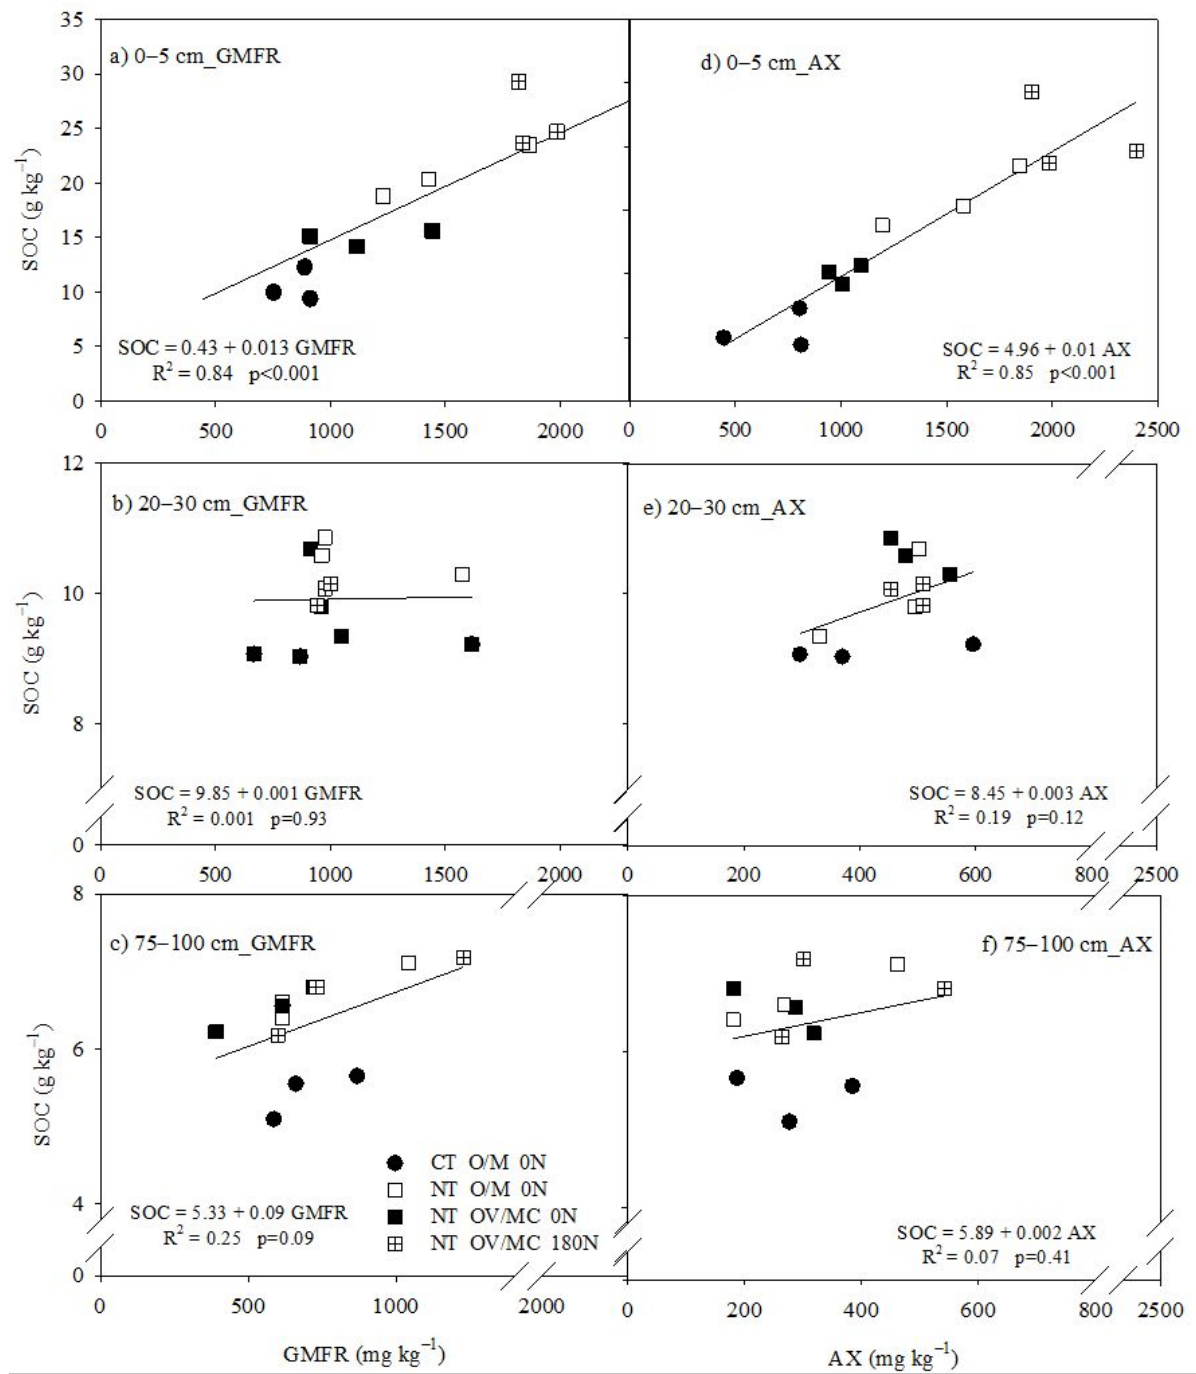 35
30
25
20
15
10
5
0
SOC (g kg⁻¹)
a) 0–5 cm_GMFR
SOC = 0.43 + 0.013 GMFR
R² = 0.84 p<0.001
0 500 1000 1500 2000
d) 0–5 cm_AX
SOC = 4.96 + 0.01 AX
R² = 0.85 p<0.001
0 500 1000 1500 2000 2500
12
10
8
0
SOC (g kg⁻¹)
b) 20–30 cm_GMFR
SOC = 9.85 + 0.001 GMFR
R² = 0.001 p=0.93
0 500 1000 1500 2000
e) 20–30 cm_AX
SOC = 8.45 + 0.003 AX
R² = 0.19 p=0.12
0 200 400 600 800 2500
8
6
4
0
SOC (g kg⁻¹)
c) 75–100 cm_GMFR
CT O/M 0N
NT O/M 0N
NT OV/MC 0N
NT OV/MC 180N
SOC = 5.33 + 0.09 GMFR
R² = 0.25 p=0.09
0 500 1000 2000
GMFR (mg kg⁻¹)
f) 75–100 cm_AX
SOC = 5.89 + 0.002 AX
R² = 0.07 p=0.41
0 200 400 600 800 2500
AX (mg kg⁻¹)